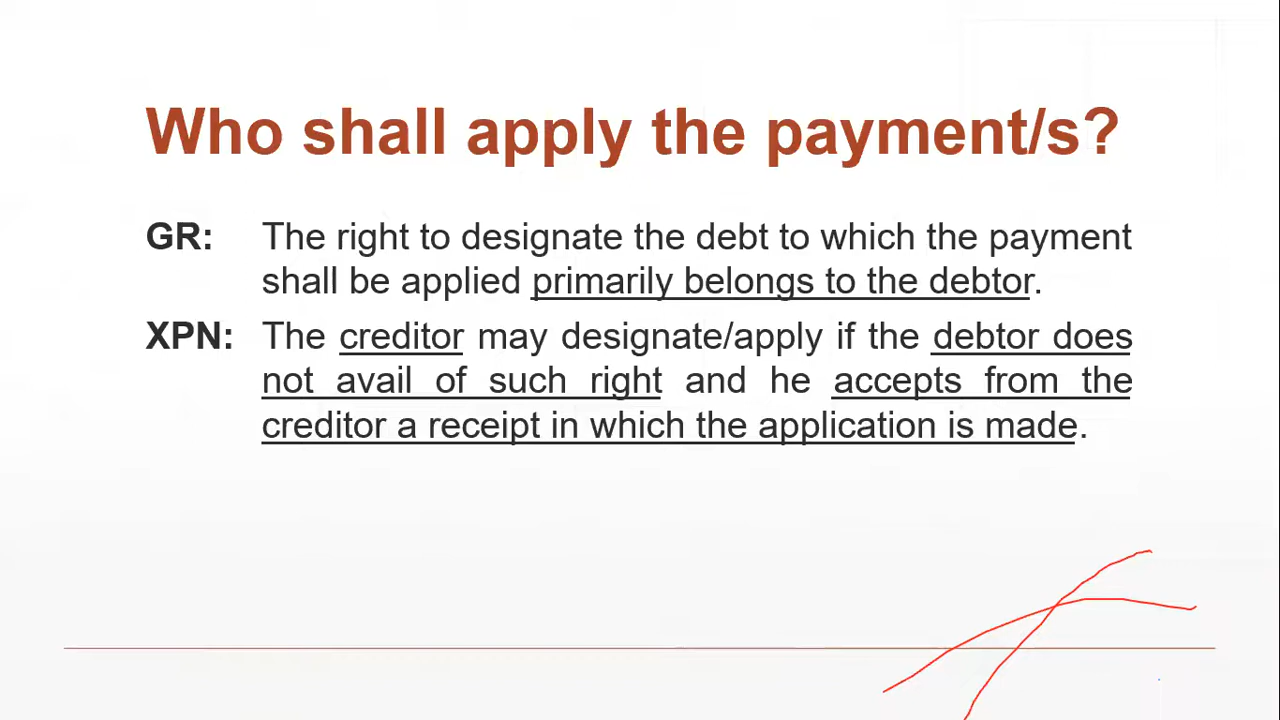 Who shall apply the payment/s?
GR: The right to designate the debt to which the payment
shall be applied primarily belongs to the debtor.
XPN: The creditor may designate/apply if the debtor does
not avail of such right and he accepts from the
creditor a receipt in which the application is made.